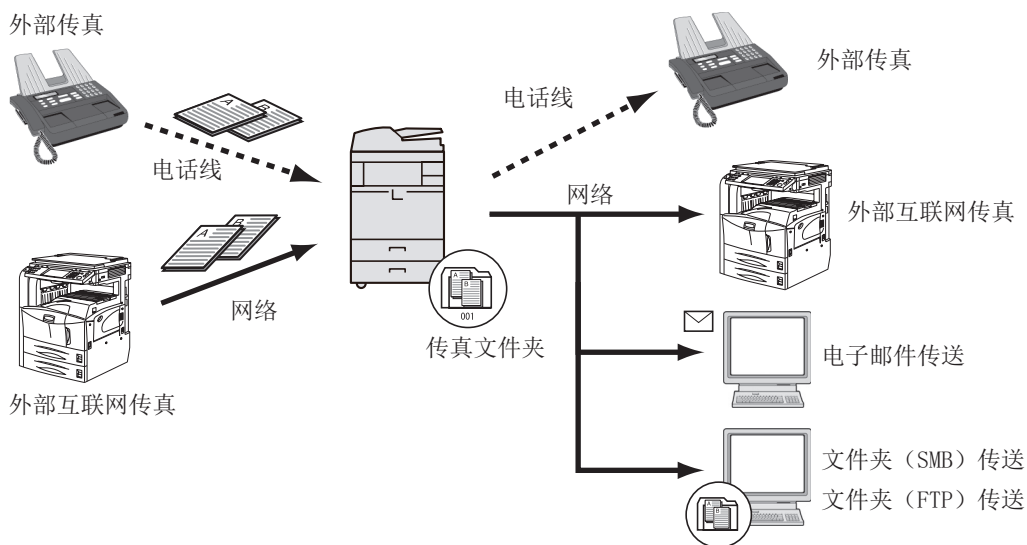 外部传真
外部传真
电话线
A
B
电话线
网络
外部互联网传真
A
B
网络
A
B
001
传真文件夹
外部互联网传真
电子邮件传送
文件夹（SMB）传送
文件夹（FTP）传送
A
B